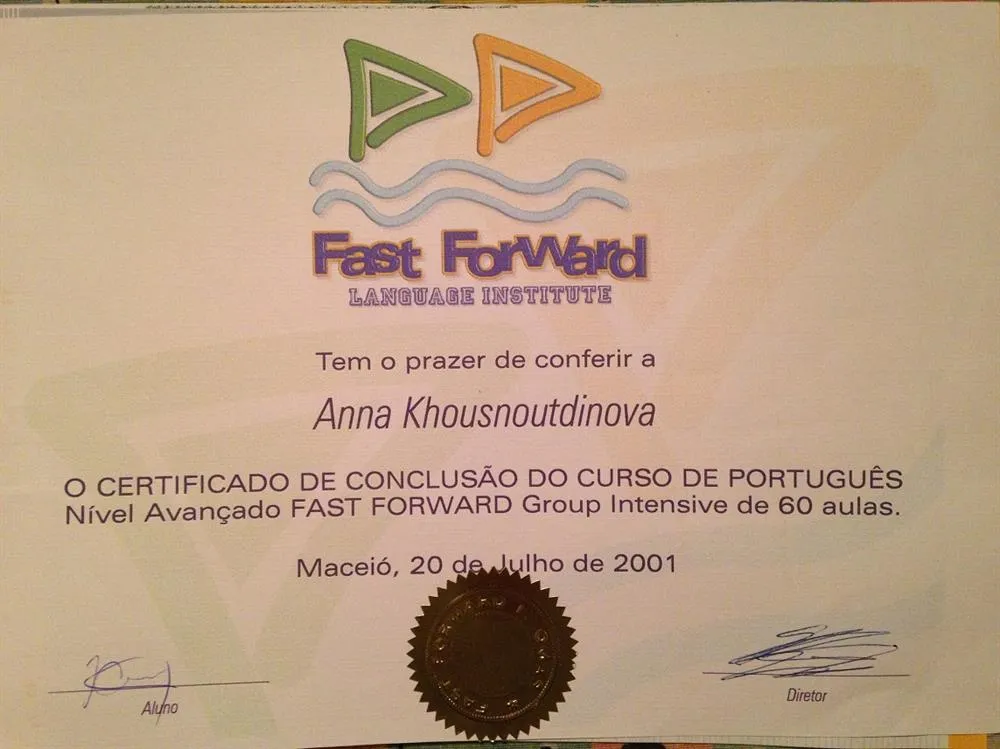 Fast ForWard
LANGUAGE INSTITUTE
Tem o prazer de conferir a
Anna Khousnoutdinova
O CERTIFICADO DE CONCLUSÃO DO CURSO DE PORTUGUÊS
Nível Avançado FAST FORWARD Group Intensive de 60 aulas.
Maceió, 20 de Julho de 2001
Aluno
Diretor